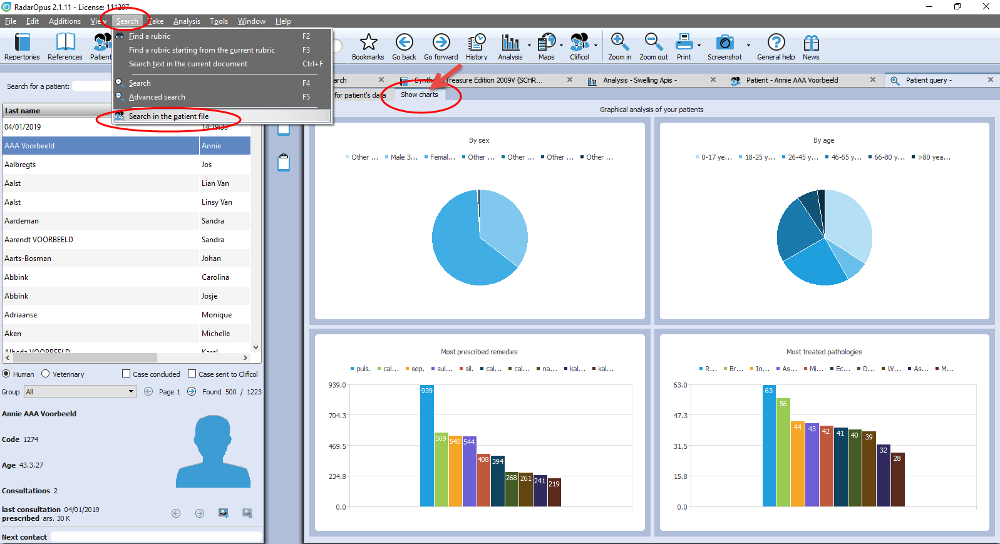 RadarOpus 2.1.11 - License: 111207
File Edit Additions View Search Take Analysis Tools Window Help
Repertories References Patient
Find a rubric F2
Find a rubric starting from the current rubric F3
Search text in the current document Ctrl+F
Search F4
Advanced search F5
Search in the patient file
Bookmarks Go back Go forward History Analysis Maps Clificol Zoom in Zoom out Print Screenshot General help News
Search for a patient:
Treasure Edition 2009V (SCHR... Analysis - Swelling Apis - Patient - Annie AAA Voorbeeld Patient query -
for patient's data Show charts
Graphical analysis of your patients
Last name
04/01/2019 14:19:33
AAA Voorbeeld Annie
Aalbregts Jos
Aalst Lian Van
Aalst Linsy Van
Aardeman Sandra
Aarendt VOORBEELD Sandra
Aarts-Bosman Johan
Abbink Carolina
Abbink Josje
Adriaanse Monique
Aken Michelle
Human Veterinary Case concluded Case sent to Clificol
Group All Page 1 Found 500 / 1223
Annie AAA Voorbeeld
Code 1274
Age 43.3.27
Consultations 2
last consultation 04/01/2019
prescribed ars. 30 K
Next contact
By sex
Other ... Male 3... Femal... Other ... Other ... Other ... Other ...
By age
0-17 ye... 18-25 y... 26-45 y... 46-65 y... 66-80 y... >80 yea...
Most prescribed remedies
puls. cal... sep. sul... sil. cal... cal... na... kal... kal...
939.0
704.3
469.5
234.8
0.0
939 569 545 544 408 394 268 261 241 219
Most treated pathologies
R... Br... In... As... Mi... Ec... D... W... As... M...
63.0
47.3
31.5
15.8
0.0
63 56 44 43 42 41 40 39 32 28